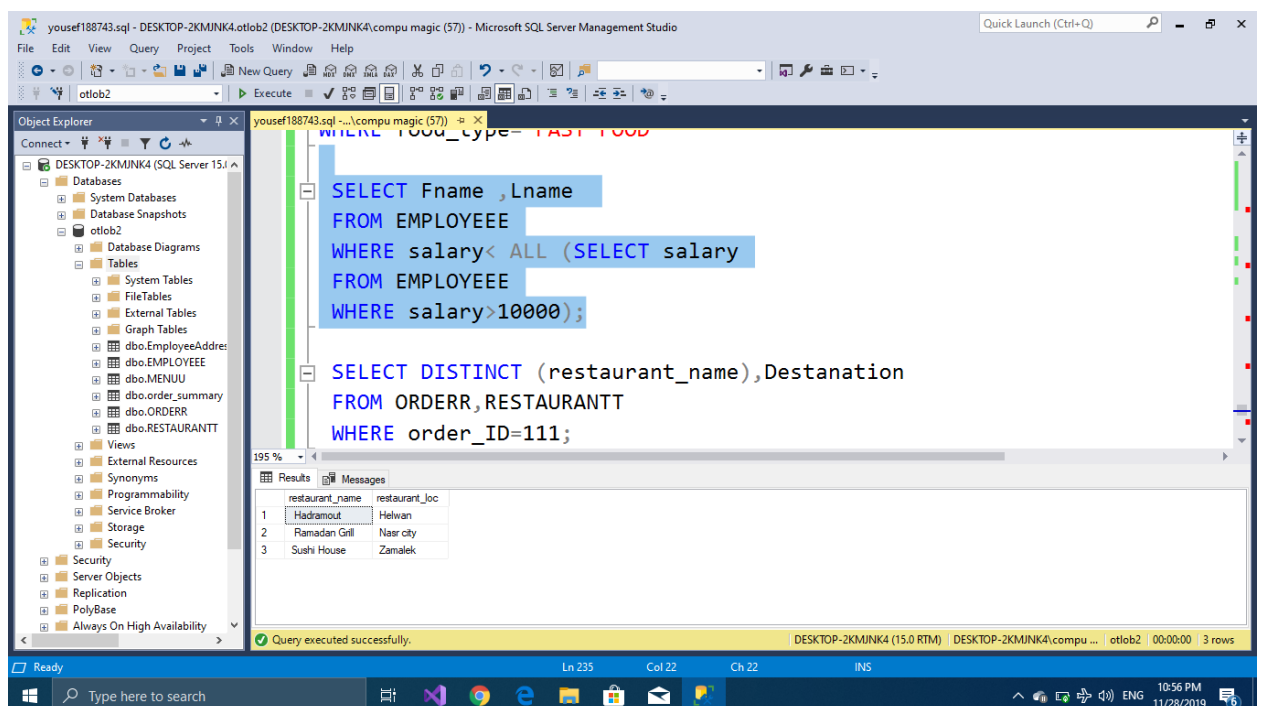 yousef188743.sql - DESKTOP-2KMJNK4.otlob2 (DESKTOP-2KMJNK4\compu magic (57)) - Microsoft SQL Server Management Studio
Quick Launch (Ctrl+Q)
File Edit View Query Project Tools Window Help
New Query
otlob2
Execute
Object Explorer
Connect
DESKTOP-2KMJNK4 (SQL Server 15.
Databases
System Databases
Database Snapshots
otlob2
Database Diagrams
Tables
System Tables
FileTables
External Tables
Graph Tables
dbo.EmployeeAddres
dbo.EMPLOYEEE
dbo.MENUU
dbo.order_summary
dbo.ORDERR
dbo.RESTAURANTT
Views
External Resources
Synonyms
Programmability
Service Broker
Storage
Security
Security
Server Objects
Replication
PolyBase
Always On High Availability
yousef188743.sql -...\compu magic (57))
WHERE food_type= 'FAST FOOD'
SELECT Fname ,Lname
FROM EMPLOYEEE
WHERE salary< ALL (SELECT salary
FROM EMPLOYEEE
WHERE salary>10000);
SELECT DISTINCT (restaurant_name),Destanation
FROM ORDERR,RESTAURANTT
WHERE order_ID=111;
195 %
Results Messages
restaurant_name restaurant_loc
1 Hadramout Helwan
2 Ramadan Grill Nasr city
3 Sushi House Zamalek
Query executed successfully.
DESKTOP-2KMJNK4 (15.0 RTM) DESKTOP-2KMJNK4\compu ... otlob2 00:00:00 3 rows
Ready Ln 235 Col 22 Ch 22 INS
Type here to search
ENG
10:56 PM
11/28/2019
6